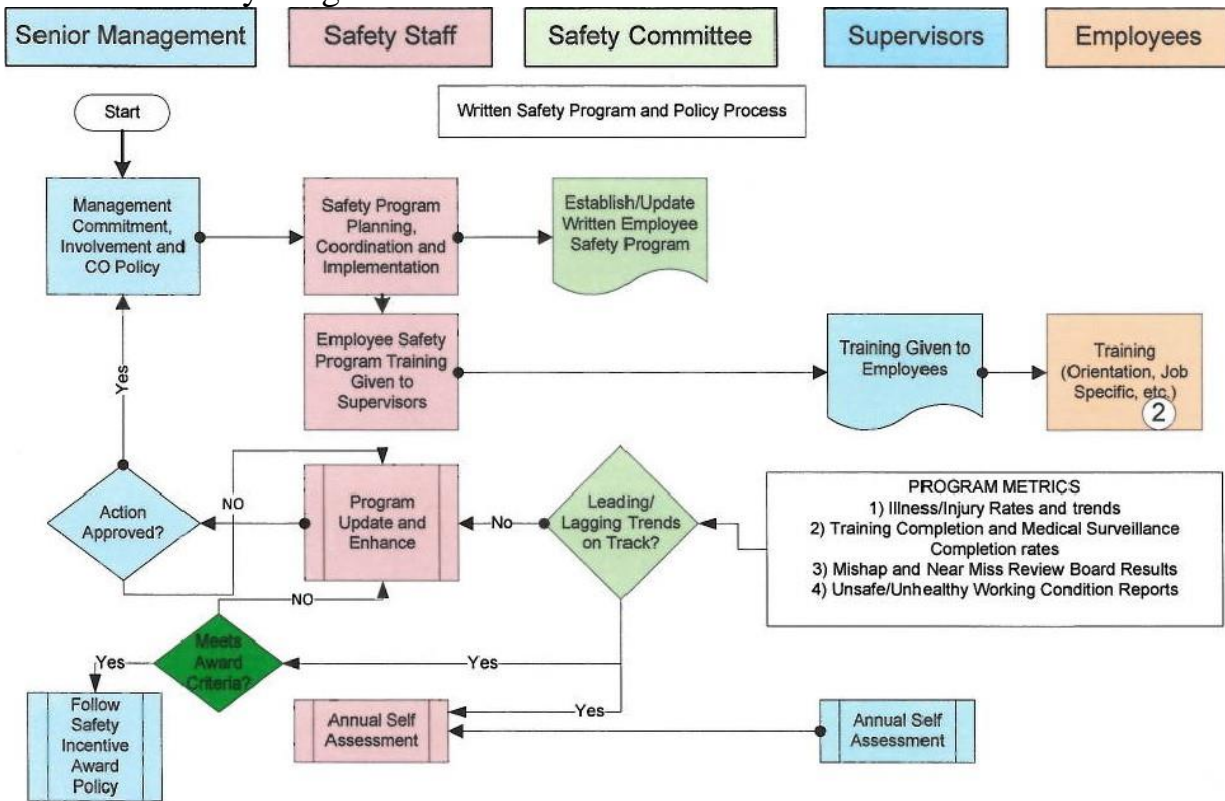 Senior Management
Safety Staff
Safety Committee
Supervisors
Employees
Start
Written Safety Program and Policy Process
Management
Commitment,
Involvement and
CO Policy
Safety Program
Planning,
Coordination and
Implementation
Establish/Update
Written Employee
Safety Program
Yes
Employee Safety
Program Training
Given to
Supervisors
Training Given to
Employees
Training
(Orientation, Job
Specific, etc.)
2
Action
Approved?
NO
Program
Update and
Enhance
No
Leading/
Lagging Trends
on Track?
PROGRAM METRICS
1) Illness/Injury Rates and trends
2) Training Completion and Medical Surveillance
Completion rates
3) Mishap and Near Miss Review Board Results
4) Unsafe/Unhealthy Working Condition Reports
NO
Meets
Award
Criteria?
Yes
Yes
Follow
Safety
Incentive
Award
Policy
Annual Self
Assessment
Yes
Annual Self
Assessment